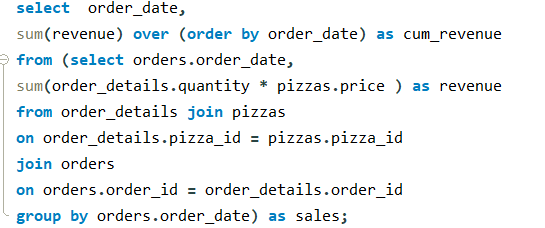 select  order_date,
sum(revenue) over (order by order_date) as cum_revenue
from (select orders.order_date,
sum(order_details.quantity * pizzas.price ) as revenue
from order_details join pizzas
on order_details.pizza_id = pizzas.pizza_id
join orders
on orders.order_id = order_details.order_id
group by orders.order_date) as sales;